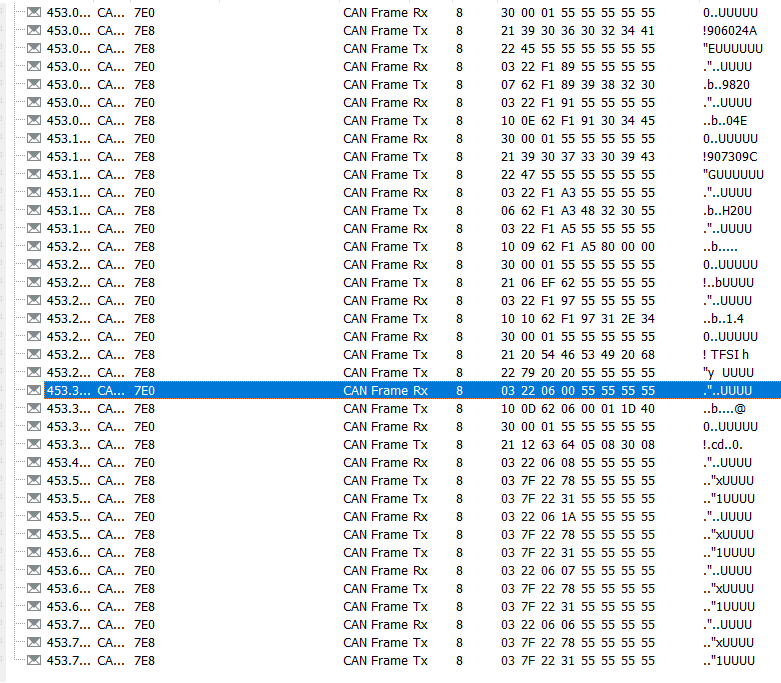 453.0... CA... 7E0 CAN Frame Rx 8 30 00 01 55 55 55 55 55 0..UUUUU
453.0... CA... 7E8 CAN Frame Tx 8 21 39 30 36 30 32 34 41 !906024A
453.0... CA... 7E8 CAN Frame Tx 8 22 45 55 55 55 55 55 55 "EUUUUUU
453.0... CA... 7E0 CAN Frame Rx 8 03 22 F1 89 55 55 55 55 ."..UUUU
453.0... CA... 7E8 CAN Frame Tx 8 07 62 F1 89 39 38 32 30 .b..9820
453.0... CA... 7E0 CAN Frame Rx 8 03 22 F1 91 55 55 55 55 ."..UUUU
453.0... CA... 7E8 CAN Frame Tx 8 10 0E 62 F1 91 30 34 45 ..b..04E
453.1... CA... 7E0 CAN Frame Rx 8 30 00 01 55 55 55 55 55 0..UUUUU
453.1... CA... 7E8 CAN Frame Tx 8 21 39 30 37 33 30 39 43 !907309C
453.1... CA... 7E8 CAN Frame Tx 8 22 47 55 55 55 55 55 55 "GUUUUUU
453.1... CA... 7E0 CAN Frame Rx 8 03 22 F1 A3 55 55 55 55 ."..UUUU
453.1... CA... 7E8 CAN Frame Tx 8 06 62 F1 A3 48 32 30 55 .b..H20U
453.1... CA... 7E0 CAN Frame Rx 8 03 22 F1 A5 55 55 55 55 ."..UUUU
453.2... CA... 7E8 CAN Frame Tx 8 10 09 62 F1 A5 80 00 00 ..b.....
453.2... CA... 7E0 CAN Frame Rx 8 30 00 01 55 55 55 55 55 0..UUUUU
453.2... CA... 7E8 CAN Frame Tx 8 21 06 EF 62 55 55 55 55 !..bUUUU
453.2... CA... 7E0 CAN Frame Rx 8 03 22 F1 97 55 55 55 55 ."..UUUU
453.2... CA... 7E8 CAN Frame Tx 8 10 10 62 F1 97 31 2E 34 ..b..1.4
453.2... CA... 7E0 CAN Frame Rx 8 30 00 01 55 55 55 55 55 0..UUUUU
453.2... CA... 7E8 CAN Frame Tx 8 21 20 54 46 53 49 20 68 ! TFSI h
453.2... CA... 7E8 CAN Frame Tx 8 22 79 20 20 55 55 55 55 "y UUUU
453.3... CA... 7E0 CAN Frame Rx 8 03 22 06 00 55 55 55 55 ."..UUUU
453.3... CA... 7E8 CAN Frame Tx 8 10 0D 62 06 00 01 1D 40 ..b....@
453.3... CA... 7E0 CAN Frame Rx 8 30 00 01 55 55 55 55 55 0..UUUUU
453.3... CA... 7E8 CAN Frame Tx 8 21 12 63 64 05 08 30 08 !.cd..0.
453.4... CA... 7E0 CAN Frame Rx 8 03 22 06 08 55 55 55 55 ."..UUUU
453.5... CA... 7E8 CAN Frame Tx 8 03 7F 22 78 55 55 55 55 .."xUUUU
453.5... CA... 7E8 CAN Frame Tx 8 03 7F 22 31 55 55 55 55 .."1UUUU
453.5... CA... 7E0 CAN Frame Rx 8 03 22 06 1A 55 55 55 55 ."..UUUU
453.5... CA... 7E8 CAN Frame Tx 8 03 7F 22 78 55 55 55 55 .."xUUUU
453.6... CA... 7E8 CAN Frame Tx 8 03 7F 22 31 55 55 55 55 .."1UUUU
453.6... CA... 7E0 CAN Frame Rx 8 03 22 06 07 55 55 55 55 ."..UUUU
453.6... CA... 7E8 CAN Frame Tx 8 03 7F 22 78 55 55 55 55 .."xUUUU
453.6... CA... 7E8 CAN Frame Tx 8 03 7F 22 31 55 55 55 55 .."1UUUU
453.7... CA... 7E0 CAN Frame Rx 8 03 22 06 06 55 55 55 55 ."..UUUU
453.7... CA... 7E8 CAN Frame Tx 8 03 7F 22 78 55 55 55 55 .."xUUUU
453.7... CA... 7E8 CAN Frame Tx 8 03 7F 22 31 55 55 55 55 .."1UUUU